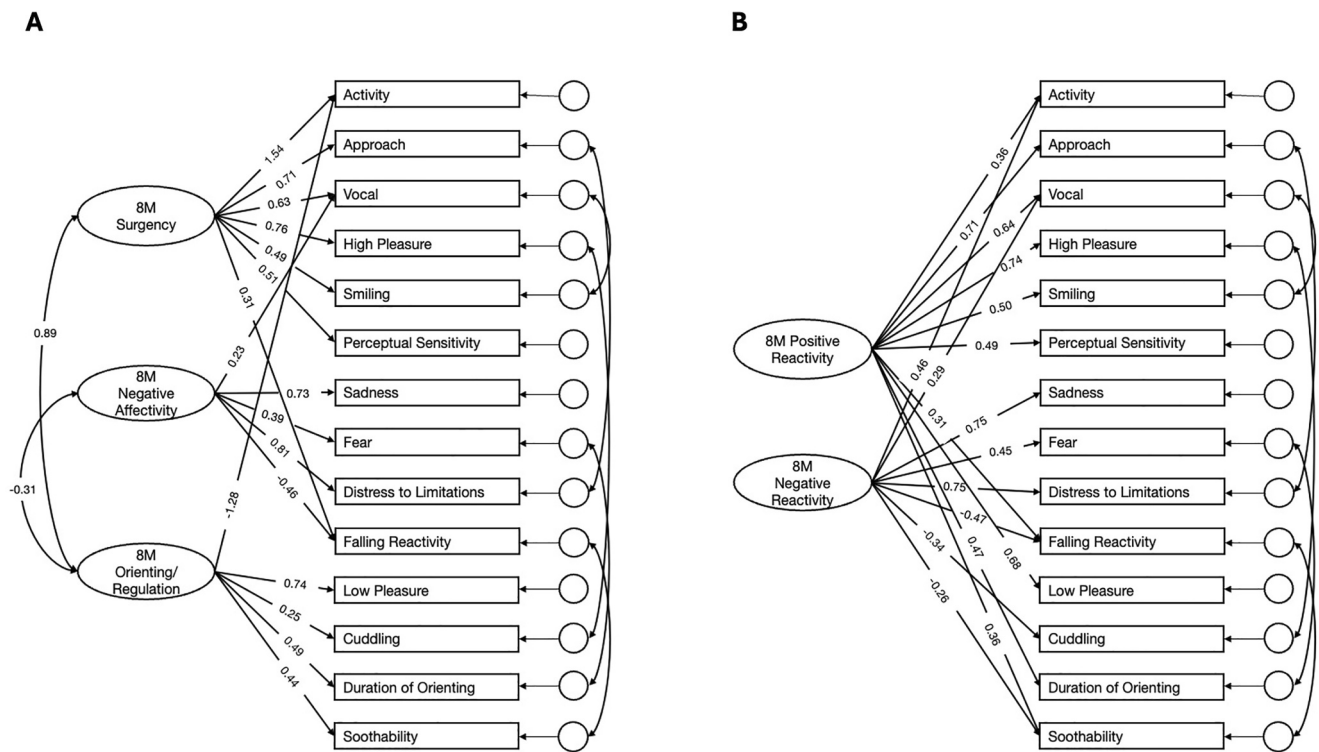 A
B
8M
Surgency
8M
Negative
Affectivity
8M
Orienting/
Regulation
0.89
-0.31
1.54
0.71
0.63
0.76
0.49
0.51
0.31
0.23
0.73
0.39
0.81
-0.46
-1.28
0.74
0.25
0.49
0.44
Activity
Approach
Vocal
High Pleasure
Smiling
Perceptual Sensitivity
Sadness
Fear
Distress to Limitations
Falling Reactivity
Low Pleasure
Cuddling
Duration of Orienting
Soothability
8M Positive
Reactivity
8M
Negative
Reactivity
0.36
0.71
0.64
0.74
0.50
0.49
0.46
0.29
0.31
0.75
0.45
0.75
-0.47
-0.34
0.47
0.68
-0.26
0.36
Activity
Approach
Vocal
High Pleasure
Smiling
Perceptual Sensitivity
Sadness
Fear
Distress to Limitations
Falling Reactivity
Low Pleasure
Cuddling
Duration of Orienting
Soothability